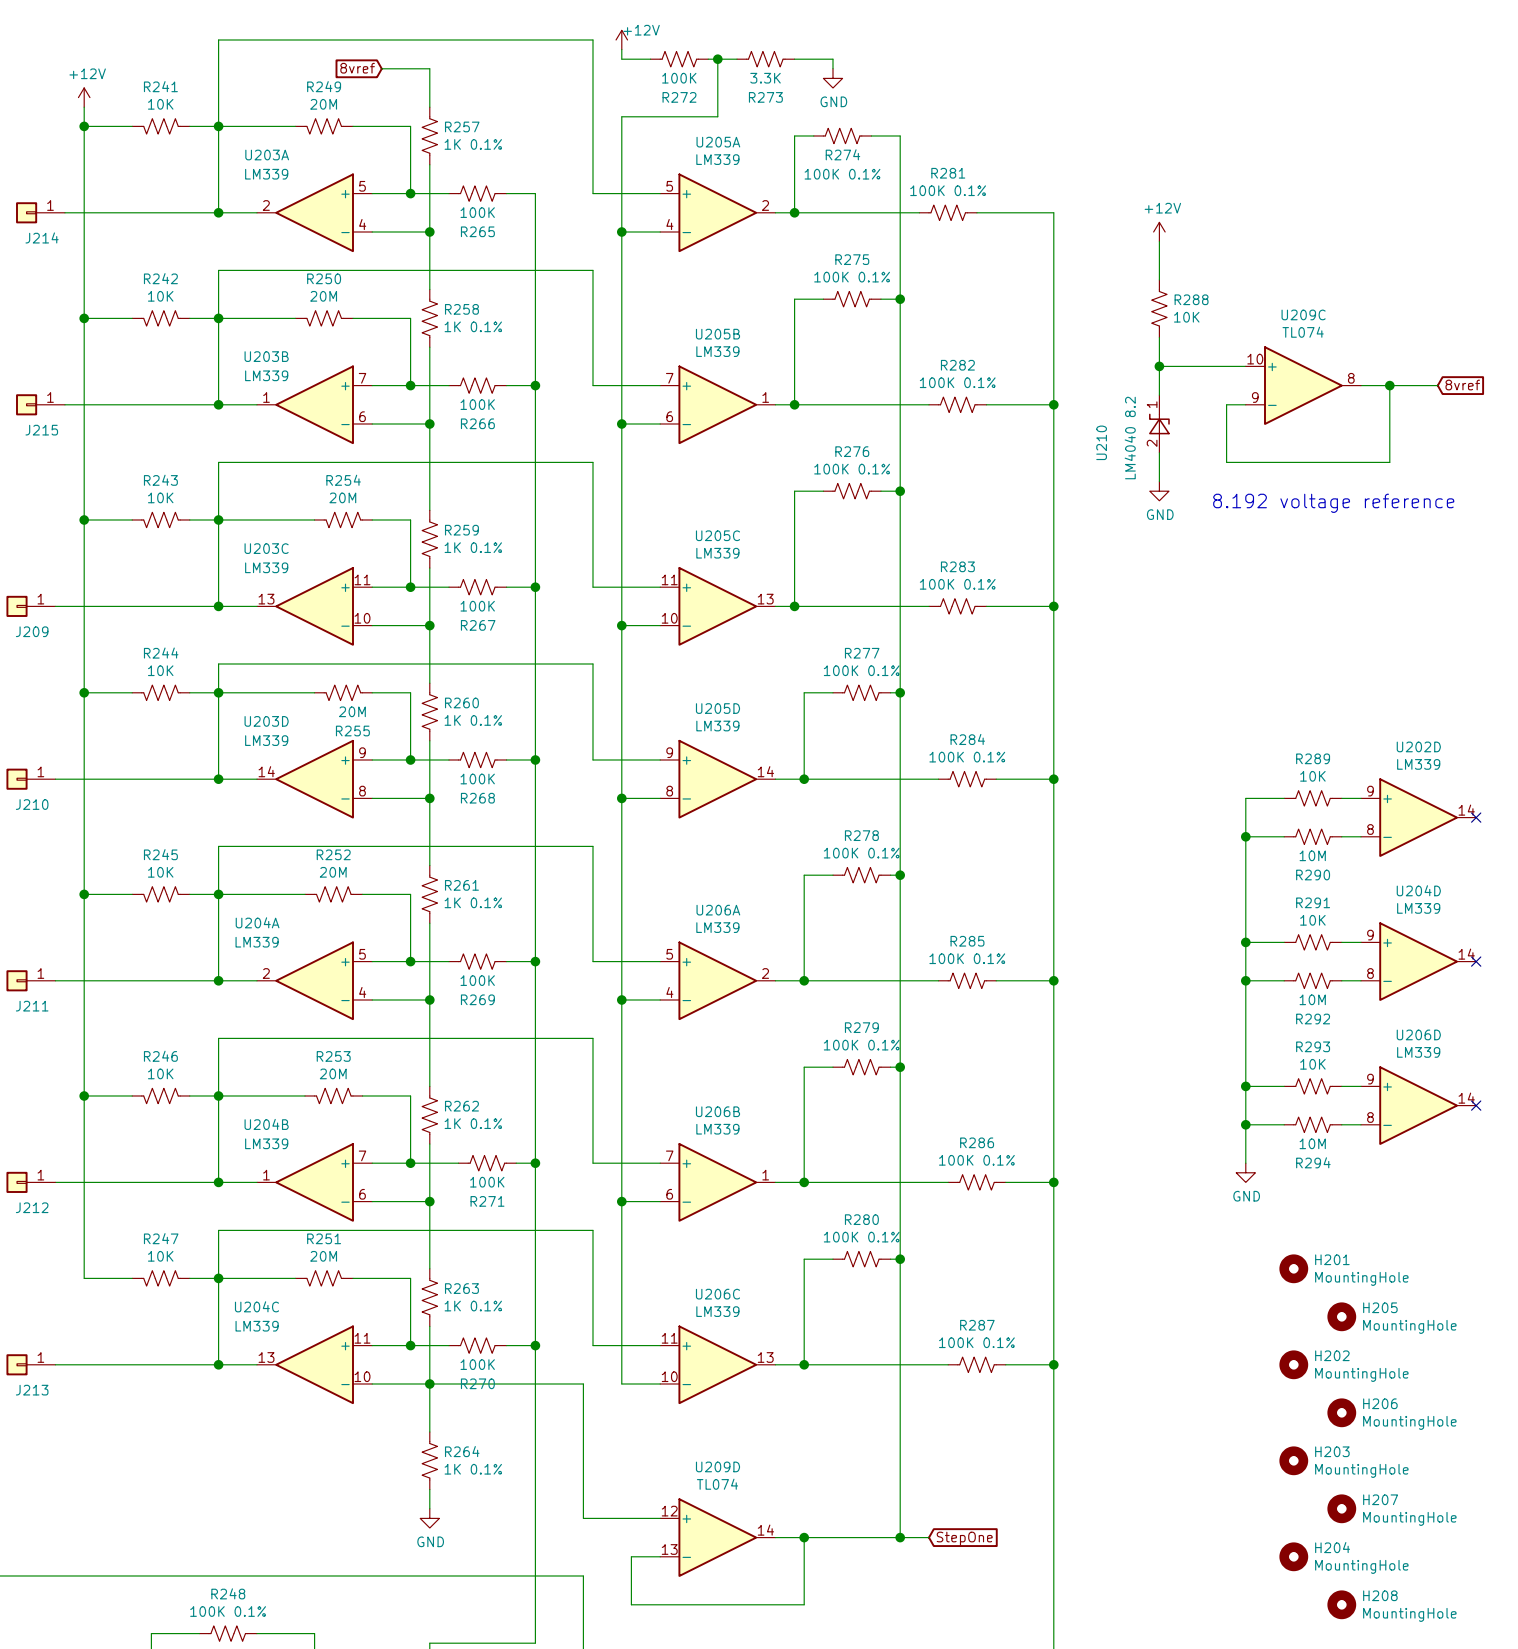 +12V
R241
10K
R249
20M
8vref
R257
1K 0.1%
U203A
LM339
5
+
4
−
2
1
J214
100K
R265
+12V
100K
R272
3.3K
R273
GND
U205A
LM339
5
+
4
−
2
R274
100K 0.1%
R281
100K 0.1%
R242
10K
R250
20M
R258
1K 0.1%
U203B
LM339
7
+
6
−
1
1
J215
100K
R266
U205B
LM339
7
+
6
−
1
R275
100K 0.1%
R282
100K 0.1%
R243
10K
R254
20M
R259
1K 0.1%
U203C
LM339
11
+
10
−
13
1
J209
100K
R267
U205C
LM339
11
+
10
−
13
R276
100K 0.1%
R283
100K 0.1%
R244
10K
20M
R255
R260
1K 0.1%
U203D
LM339
9
+
8
−
14
1
J210
100K
R268
U205D
LM339
9
+
8
−
14
R277
100K 0.1%
R284
100K 0.1%
R245
10K
R252
20M
R261
1K 0.1%
U204A
LM339
5
+
4
−
2
1
J211
100K
R269
U206A
LM339
5
+
4
−
2
R278
100K 0.1%
R285
100K 0.1%
R246
10K
R253
20M
R262
1K 0.1%
U204B
LM339
7
+
6
−
1
1
J212
100K
R271
U206B
LM339
7
+
6
−
1
R279
100K 0.1%
R286
100K 0.1%
R247
10K
R251
20M
R263
1K 0.1%
U204C
LM339
11
+
10
−
13
1
J213
100K
R270
U206C
LM339
11
+
10
−
13
R280
100K 0.1%
R287
100K 0.1%
R264
1K 0.1%
GND
U209D
TL074
12
+
13
−
14
StepOne
R248
100K 0.1%
+12V
R288
10K
U210
LM4040 8.2
1
2
GND
U209C
TL074
10
+
9
−
8
8vref
8.192 voltage reference
R289
10K
10M
R290
U202D
LM339
9
+
8
−
14
R291
10K
10M
R292
U204D
LM339
9
+
8
−
14
R293
10K
10M
R294
U206D
LM339
9
+
8
−
14
GND
H201
MountingHole
H205
MountingHole
H202
MountingHole
H206
MountingHole
H203
MountingHole
H207
MountingHole
H204
MountingHole
H208
MountingHole